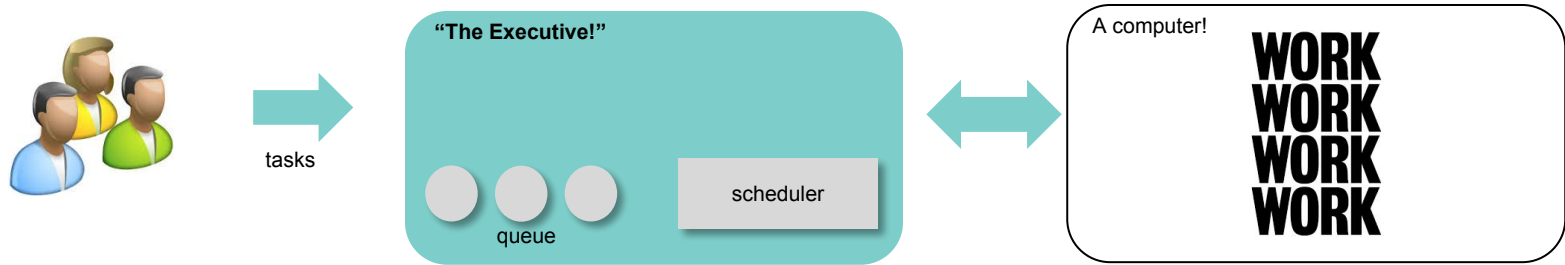 tasks
“The Executive!”
queue
scheduler
A computer!
WORK
WORK
WORK
WORK